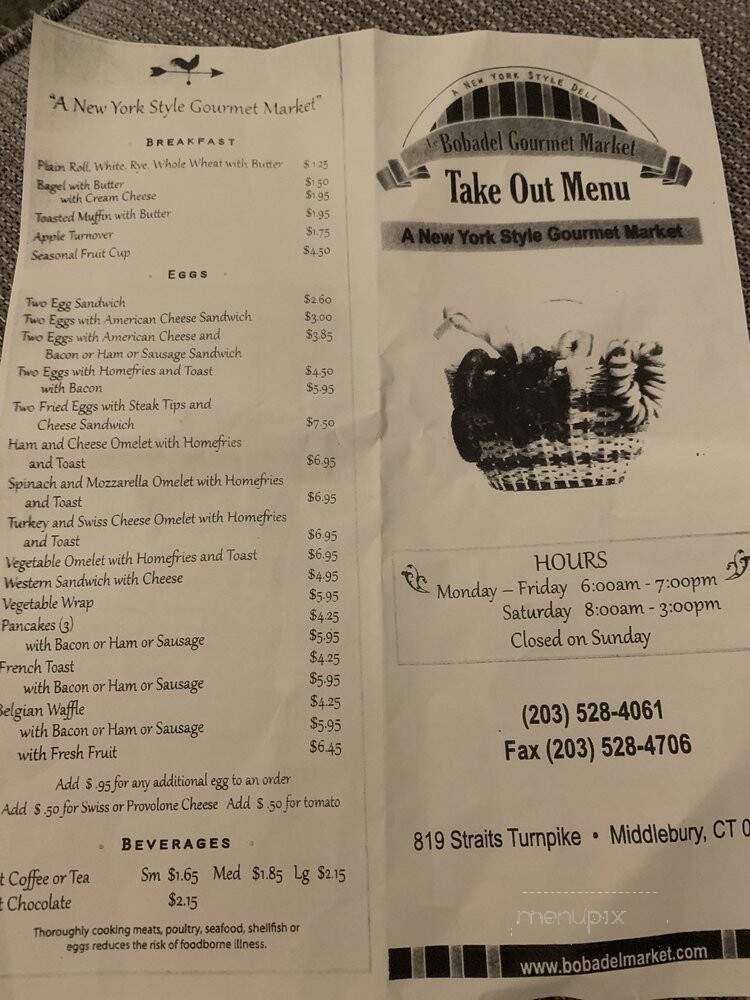 "A New York Style Gourmet Market"
BREAKFAST
Plain Roll, White, Rye, Whole Wheat with Butter $1.25
Bagel with Butter $1.50
with Cream Cheese $1.95
Toasted Muffin with Butter $1.95
Apple Turnover $1.75
Seasonal Fruit Cup $4.50
EGGS
Two Egg Sandwich $2.60
Two Eggs with American Cheese Sandwich $3.00
Two Eggs with American Cheese and $3.85
Bacon or Ham or Sausage Sandwich
Two Eggs with Homefries and Toast $4.50
with Bacon $5.95
Two Fried Eggs with Steak Tips and
Cheese Sandwich $7.50
Ham and Cheese Omelet with Homefries
and Toast $6.95
Spinach and Mozzarella Omelet with Homefries
and Toast $6.95
Turkey and Swiss Cheese Omelet with Homefries
and Toast $6.95
Vegetable Omelet with Homefries and Toast $6.95
Western Sandwich with Cheese $4.95
Vegetable Wrap $5.95
Pancakes (3) $4.25
with Bacon or Ham or Sausage $5.95
French Toast $4.25
with Bacon or Ham or Sausage $5.95
Belgian Waffle $4.25
with Bacon or Ham or Sausage $5.95
with Fresh Fruit $6.45
Add $ .95 for any additional egg to an order
Add $ .50 for Swiss or Provolone Cheese Add $ .50 for tomato
BEVERAGES
t Coffee or Tea Sm $1.65 Med $1.85 Lg $2.15
t Chocolate $2.15
Thoroughly cooking meats, poultry, seafood, shellfish or
eggs reduces the risk of foodborne illness.
A NEW YORK STYLE DELI
Bobadel Gourmet Market
Take Out Menu
A New York Style Gourmet Market
HOURS
Monday – Friday 6:00am - 7:00pm
Saturday 8:00am - 3:00pm
Closed on Sunday
(203) 528-4061
Fax (203) 528-4706
819 Straits Turnpike • Middlebury, CT 0
menupix
www.bobadelmarket.com